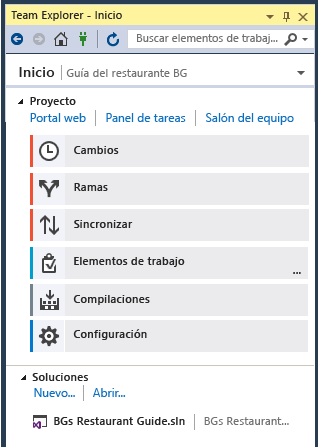 Team Explorer - Inicio
Buscar elementos de trabaj...
Inicio | Guía del restaurante BG
Proyecto
Portal web | Panel de tareas | Salón del equipo
Cambios
Ramas
Sincronizar
Elementos de trabajo
...
Compilaciones
Configuración
Soluciones
Nuevo... | Abrir...
BGs Restaurant Guide.sln | BGs Restaurant...